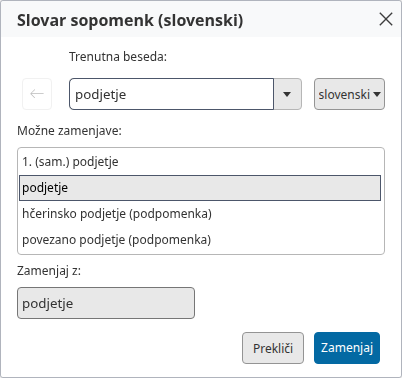 Slovar sopomenk (slovenski)
Trenutna beseda:
podjetje
slovenski
Možne zamenjave:
1. (sam.) podjetje
podjetje
hčerinsko podjetje (podpomenka)
povezano podjetje (podpomenka)
Zamenjaj z:
podjetje
Prekliči
Zamenjaj